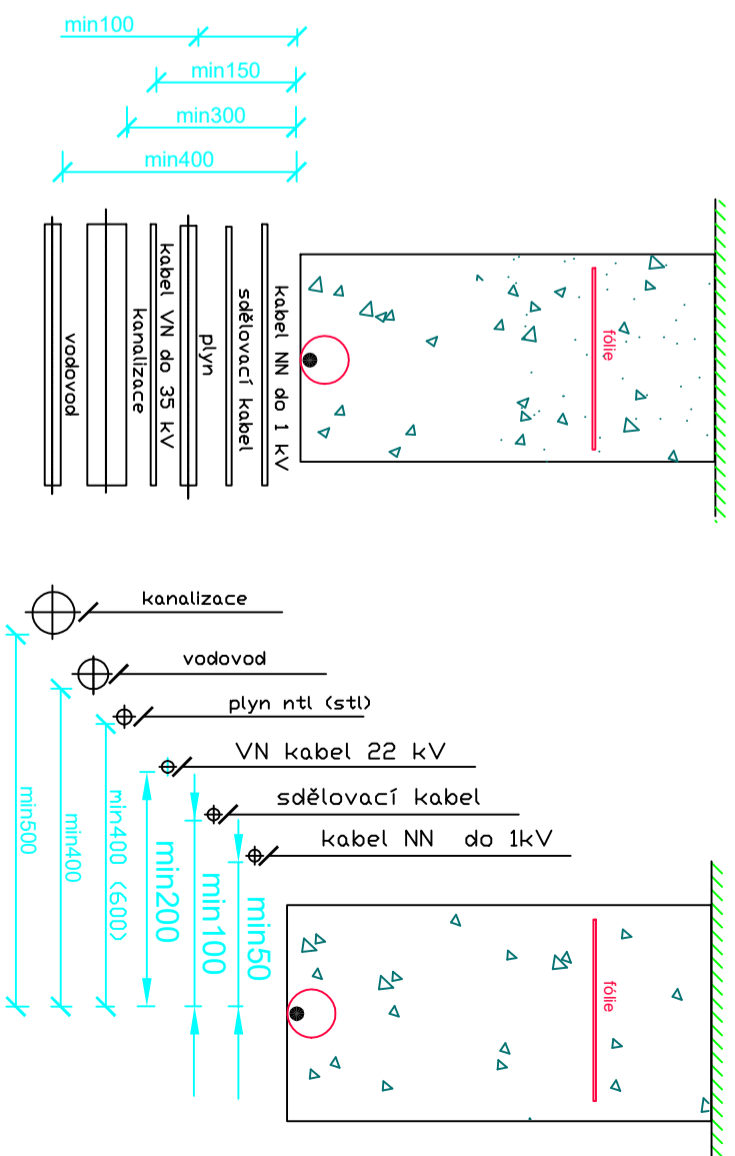 min100
min150
min300
min400
fólie
kabel NN do 1 kV
sdělovací kabel
plyn
kabel VN do 35 kV
kanalizace
vodovod
kanalizace
vodovod
plyn ntl (stl)
VN kabel 22 kV
sdělovací kabel
kabel NN do 1kV
min50
min100
min200
min400 (600)
min400
min500
fólie